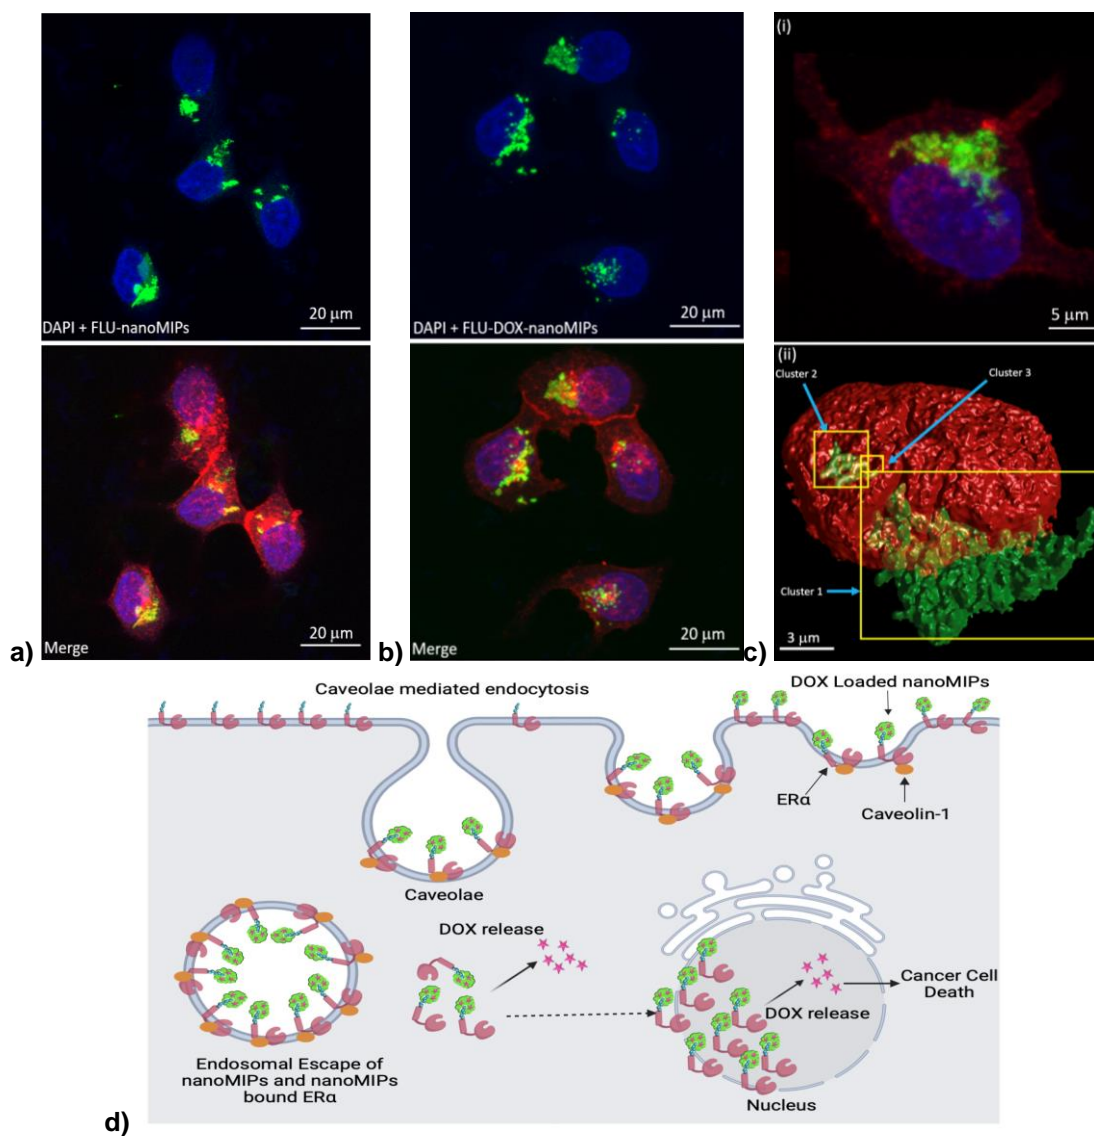 DAPI + FLU-nanoMIPs
20 μm
Merge
20 μm
a)
DAPI + FLU-DOX-nanoMIPs
20 μm
Merge
20 μm
b)
(i)
5 μm
(ii)
Cluster 2
Cluster 3
Cluster 1
3 μm
c)
Caveolae mediated endocytosis
DOX Loaded nanoMIPs
ERα
Caveolin-1
Caveolae
DOX release
Endosomal Escape of
nanoMIPs and nanoMIPs
bound ERα
DOX release
Cancer Cell
Death
Nucleus
d)